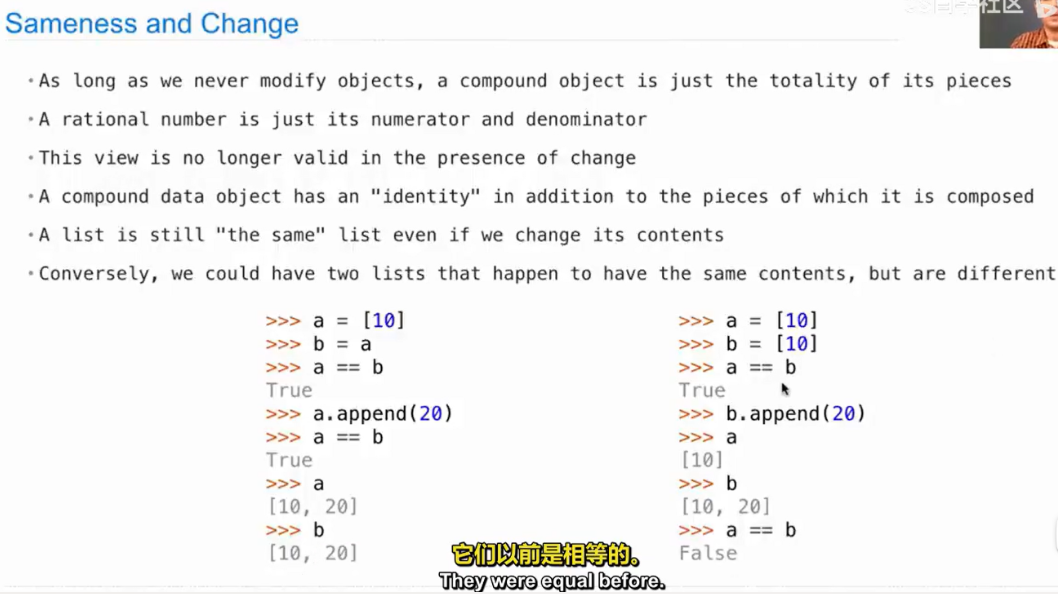 Sameness and Change
•As long as we never modify objects, a compound object is just the totality of its pieces
•A rational number is just its numerator and denominator
•This view is no longer valid in the presence of change
•A compound data object has an "identity" in addition to the pieces of which it is composed
•A list is still "the same" list even if we change its contents
•Conversely, we could have two lists that happen to have the same contents, but are different
>>> a = [10]
>>> b = a
>>> a == b
True
>>> a.append(20)
>>> a == b
True
>>> a
[10, 20]
>>> b
[10, 20]
>>> a = [10]
>>> b = [10]
>>> a == b
True
>>> b.append(20)
>>> a
[10]
>>> b
[10, 20]
>>> a == b
False
它们以前是相等的。
They were equal before.